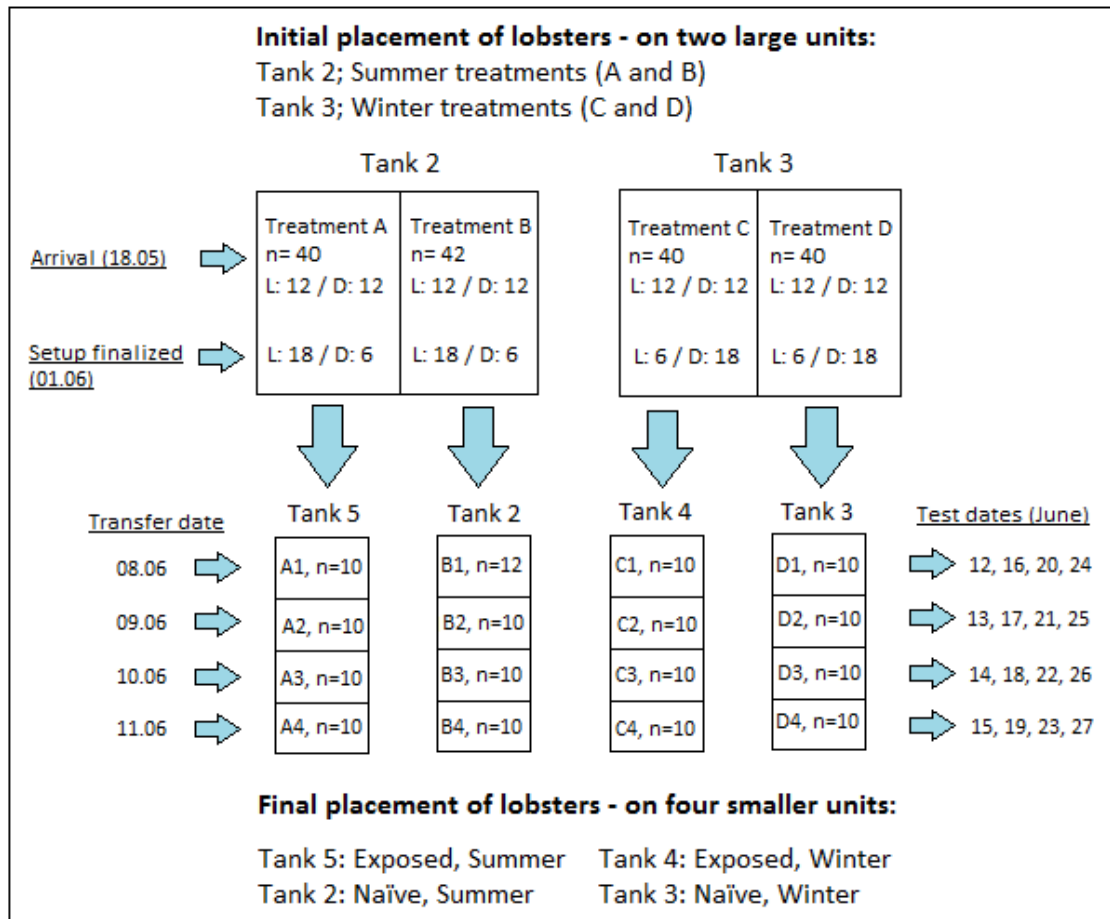 Initial placement of lobsters - on two large units:
Tank 2; Summer treatments (A and B)
Tank 3; Winter treatments (C and D)
Tank 2
Tank 3
Arrival (18.05)
Setup finalized
(01.06)
Treatment A
n= 40
L: 12 / D: 12
L: 18 / D: 6
Treatment B
n= 42
L: 12 / D: 12
L: 18 / D: 6
Treatment C
n= 40
L: 12 / D: 12
L: 6 / D: 18
Treatment D
n= 40
L: 12 / D: 12
L: 6 / D: 18
Transfer date
Tank 5
Tank 2
Tank 4
Tank 3
Test dates (June)
08.06
A1, n=10
B1, n=12
C1, n=10
D1, n=10
12, 16, 20, 24
09.06
A2, n=10
B2, n=10
C2, n=10
D2, n=10
13, 17, 21, 25
10.06
A3, n=10
B3, n=10
C3, n=10
D3, n=10
14, 18, 22, 26
11.06
A4, n=10
B4, n=10
C4, n=10
D4, n=10
15, 19, 23, 27
Final placement of lobsters - on four smaller units:
Tank 5: Exposed, Summer
Tank 4: Exposed, Winter
Tank 2: Naïve, Summer
Tank 3: Naïve, Winter